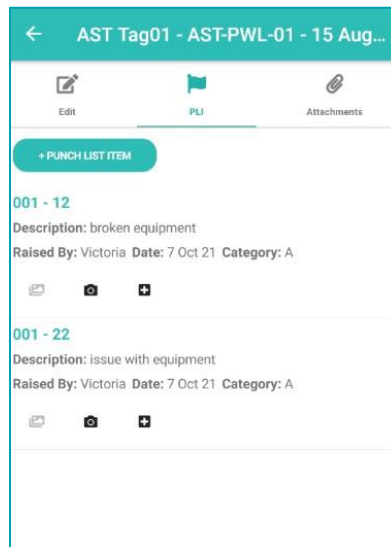 AST Tag01 - AST-PWL-01 - 15 Aug...
Edit PLI Attachments
+ PUNCH LIST ITEM
001 - 12
Description: broken equipment
Raised By: Victoria Date: 7 Oct 21 Category: A
001 - 22
Description: issue with equipment
Raised By: Victoria Date: 7 Oct 21 Category: A